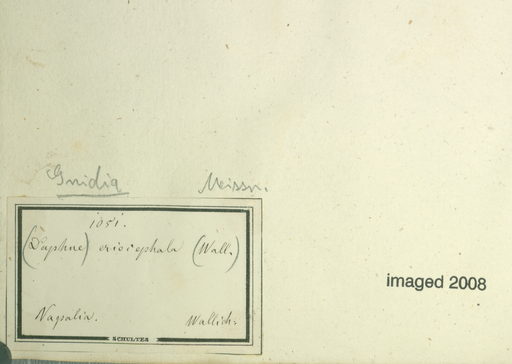 Gnidia Meissn.
1051.
(Daphne) eriocephala (Wall.)
Napalia. Wallich.
SCHULTES
imaged 2008